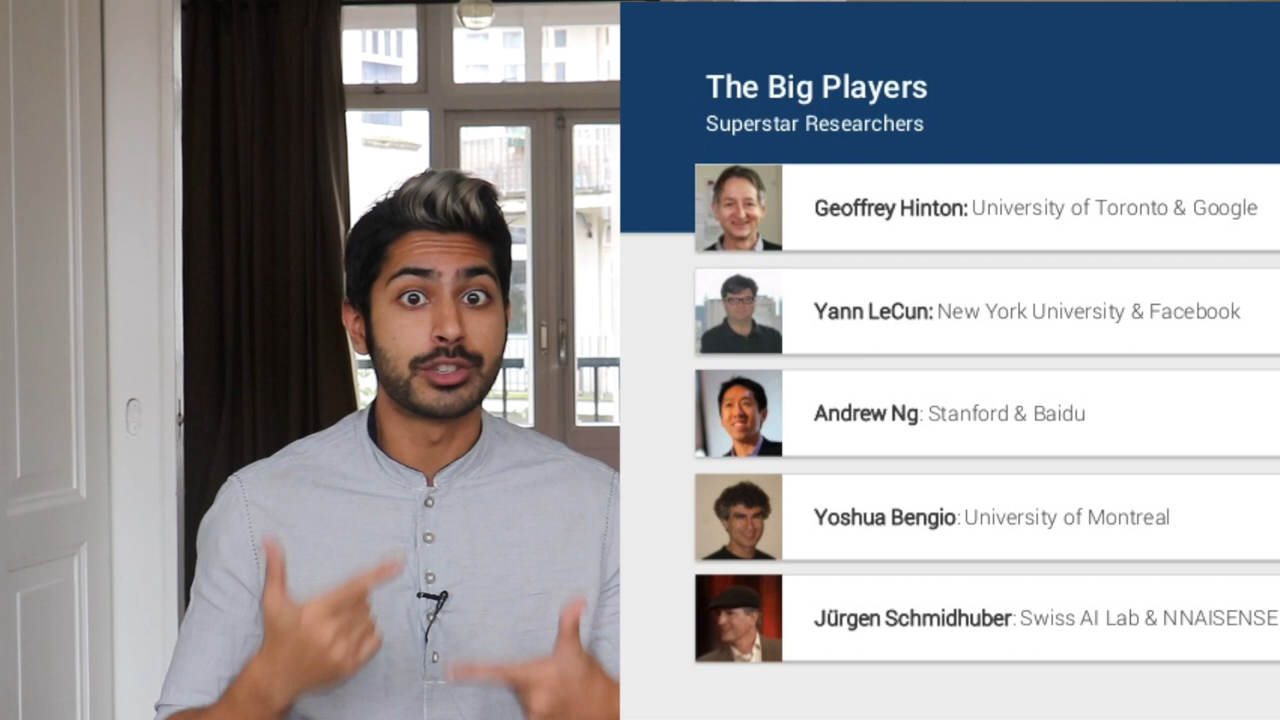 The Big Players
Superstar Researchers
Geoffrey Hinton: University of Toronto & Google
Yann LeCun: New York University & Facebook
Andrew Ng: Stanford & Baidu
Yoshua Bengio: University of Montreal
Jürgen Schmidhuber: Swiss AI Lab & NNAISENSE